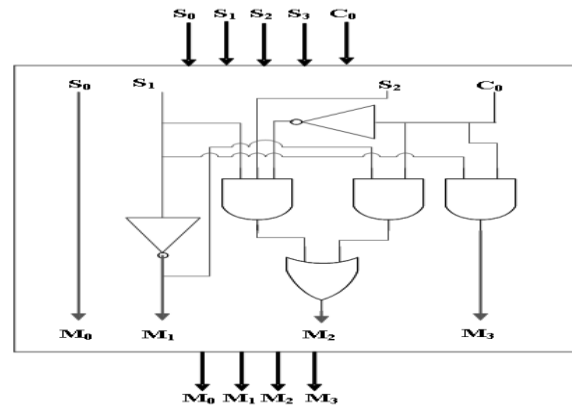 S₀ S₁ S₂ S₃ C₀
S₀ S₁ S₂ C₀
M₀ M₁ M₂ M₃
M₀ M₁ M₂ M₃